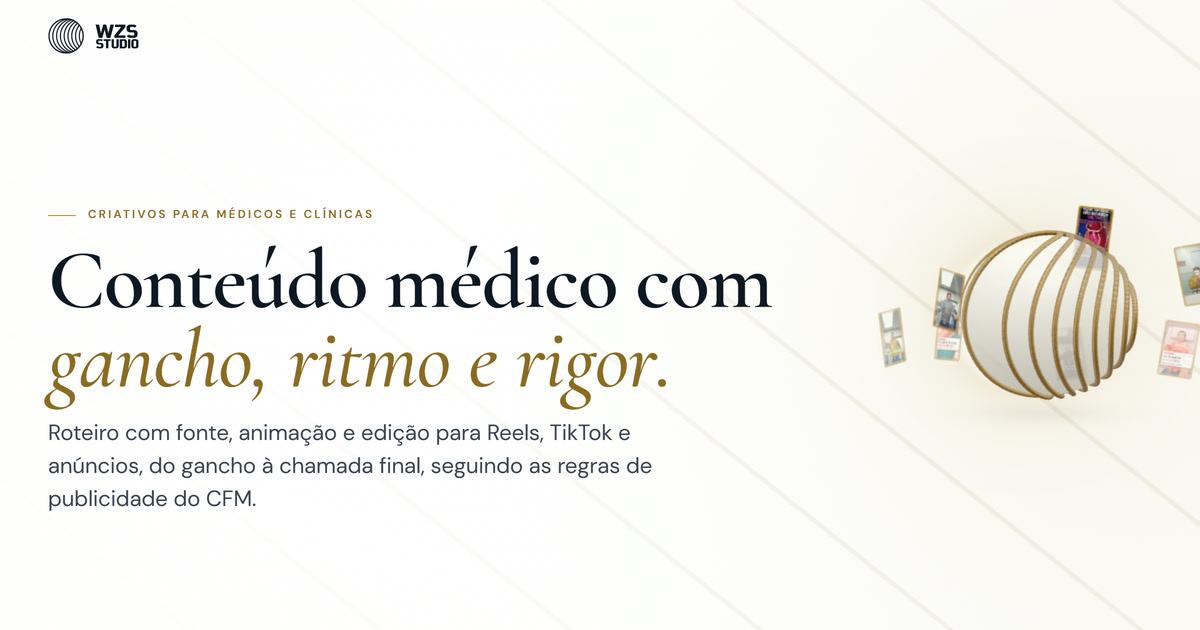 WZS
STUDIO
CRIATIVOS PARA MÉDICOS E CLÍNICAS
Conteúdo médico com
gancho, ritmo e rigor.
Roteiro com fonte, animação e edição para Reels, TikTok e
anúncios, do gancho à chamada final, seguindo as regras de
publicidade do CFM.